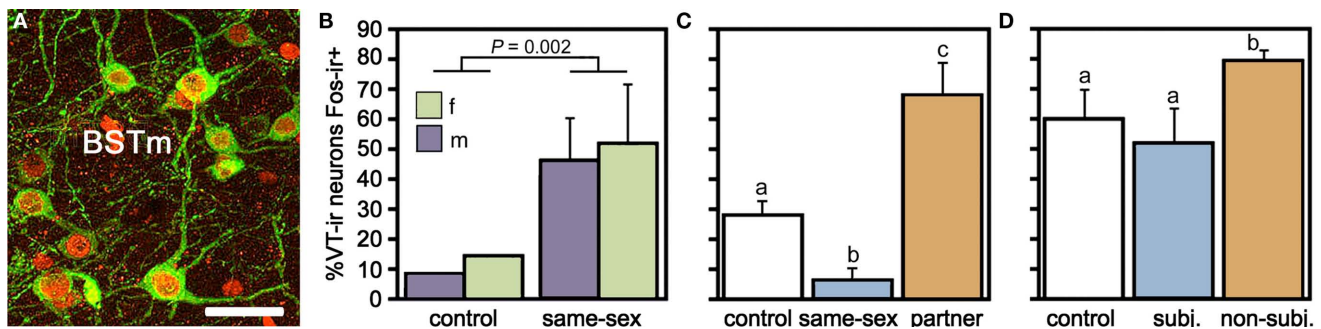 A
BSTm
B
%VT-ir neurons Fos-ir+
90
80
70
60
50
40
30
20
10
0
P = 0.002
f
m
control same-sex
C
a
b
c
control same-sex partner
D
a
a
b
control subj. non-subj.